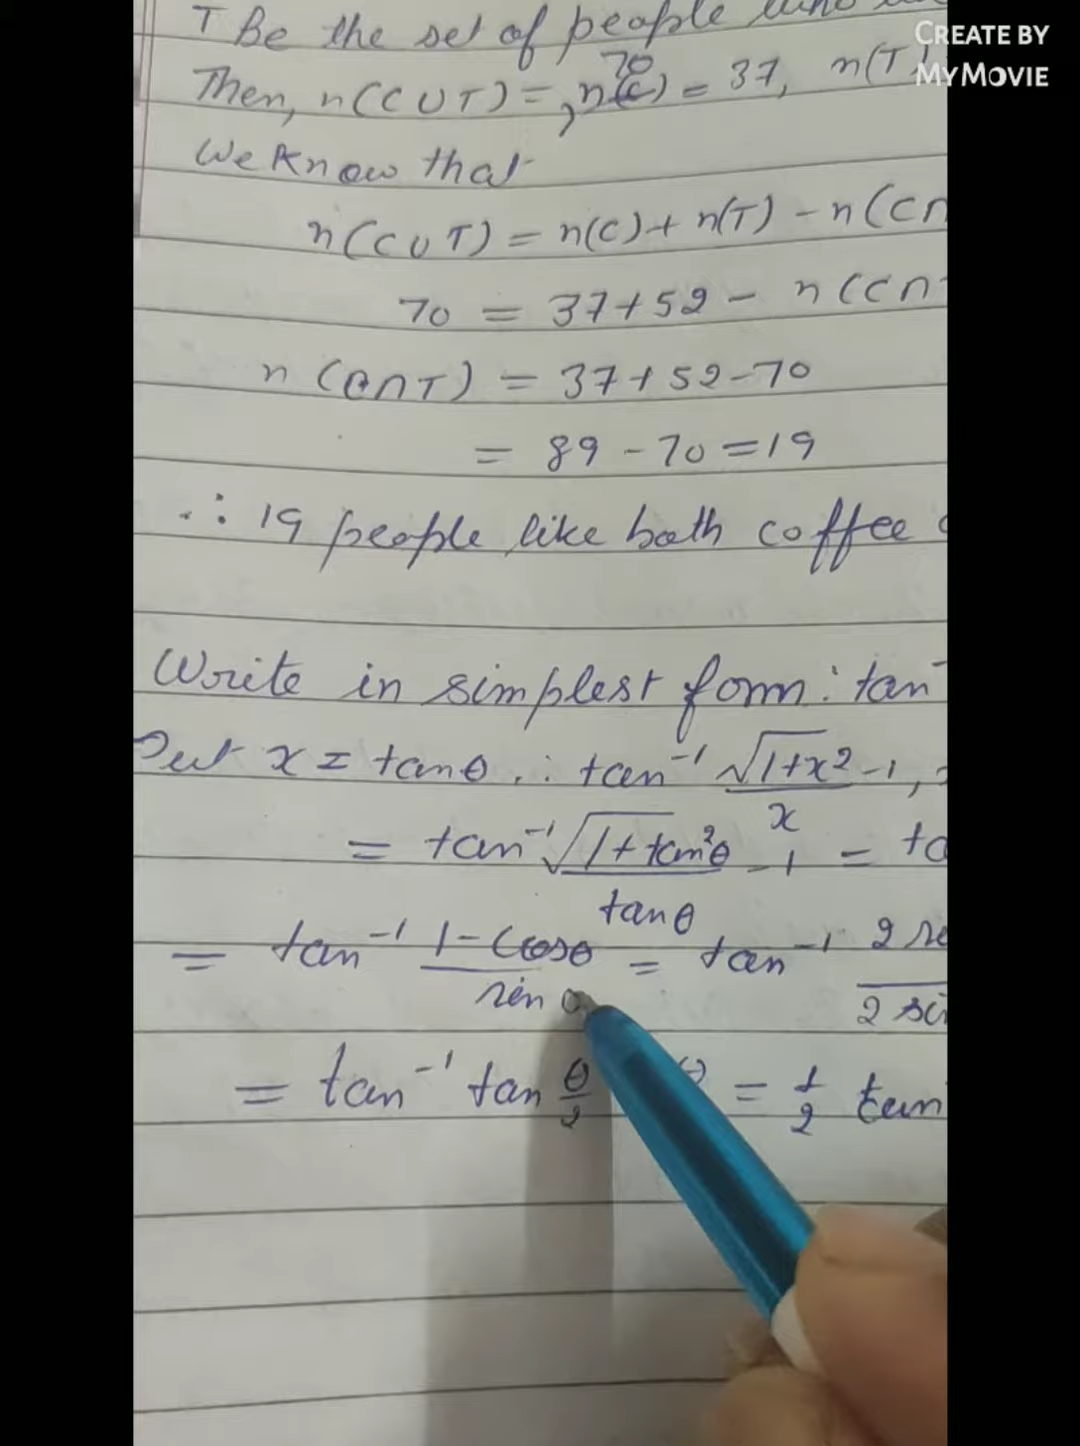 T Be the set of people
CREATE BY
MYMOVIE
Then, n(C∪T) = 70, n(C) = 37, n(T)
We know that
n(C∪T) = n(C) + n(T) - n(C∩
70 = 37+52 - n(C∩
n(C∩T) = 37+52-70
= 89-70=19
∴ 19 people like both coffee
Write in simplest form: tan⁻
Put x = tanθ ∴ tan⁻¹ √1+x² -1,
x
= tan⁻¹ √1+tan²θ -1 = ta
tanθ
= tan⁻¹ 1-cosθ = tan⁻¹ 2
sin 2 si
= tan⁻¹ tan θ/2 = 1/2 tan